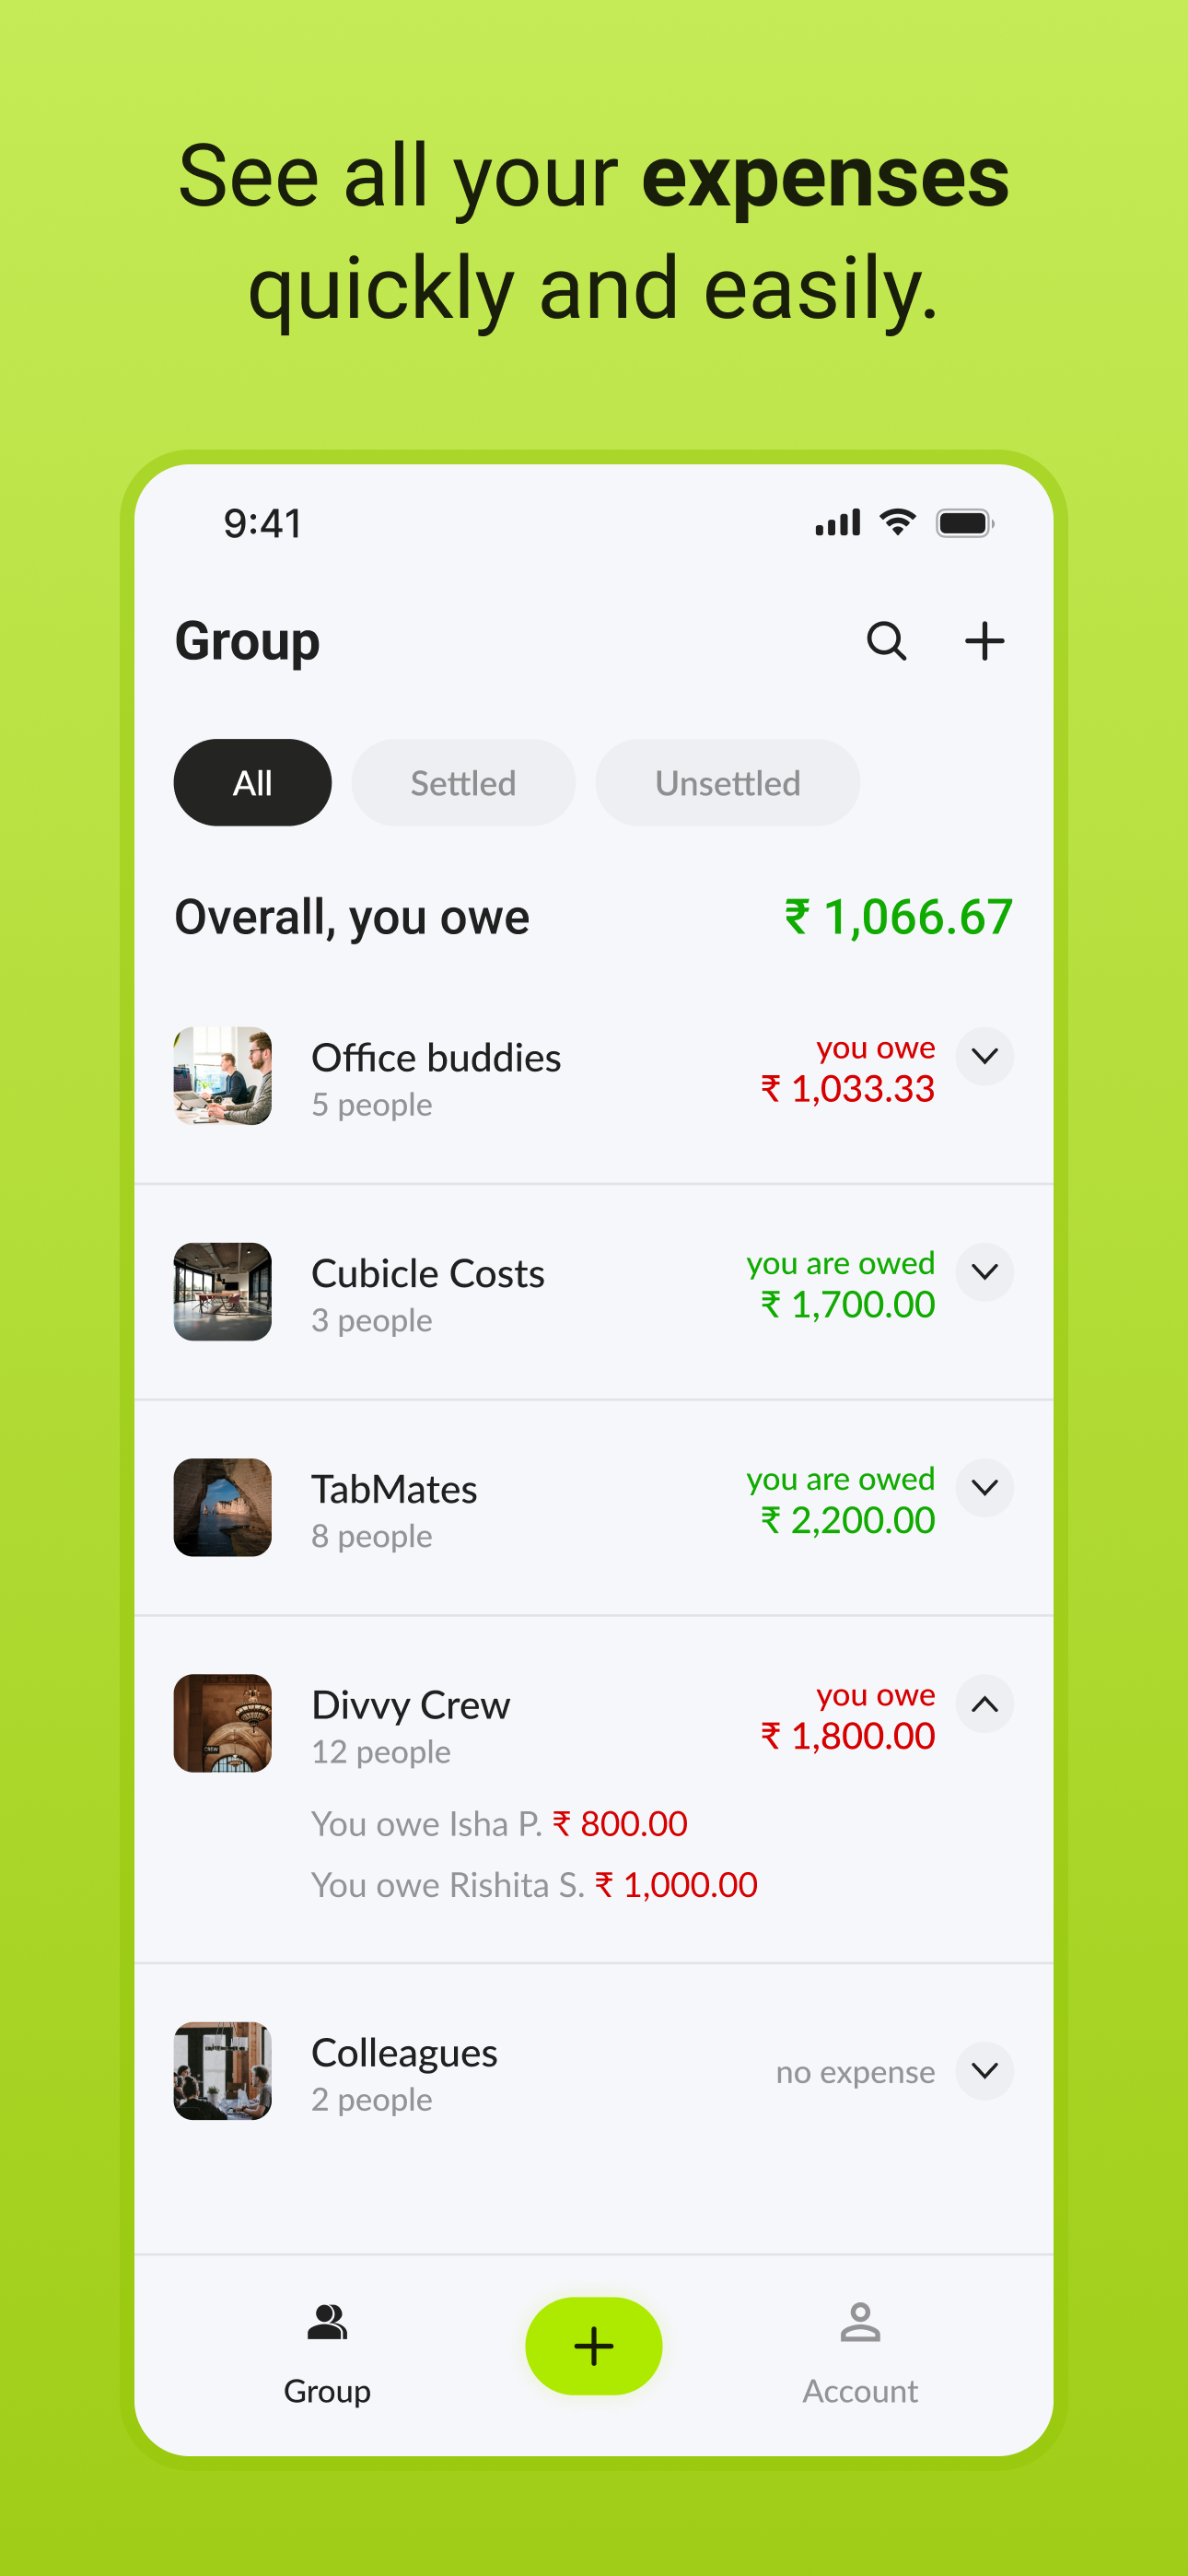 See all your expenses
quickly and easily.
9:41
Group
All Settled Unsettled
Overall, you owe ₹ 1,066.67
Office buddies
5 people
you owe
₹ 1,033.33
Cubicle Costs
3 people
you are owed
₹ 1,700.00
TabMates
8 people
you are owed
₹ 2,200.00
Divvy Crew
12 people
you owe
₹ 1,800.00
You owe Isha P. ₹ 800.00
You owe Rishita S. ₹ 1,000.00
Colleagues
2 people
no expense
Group
Account